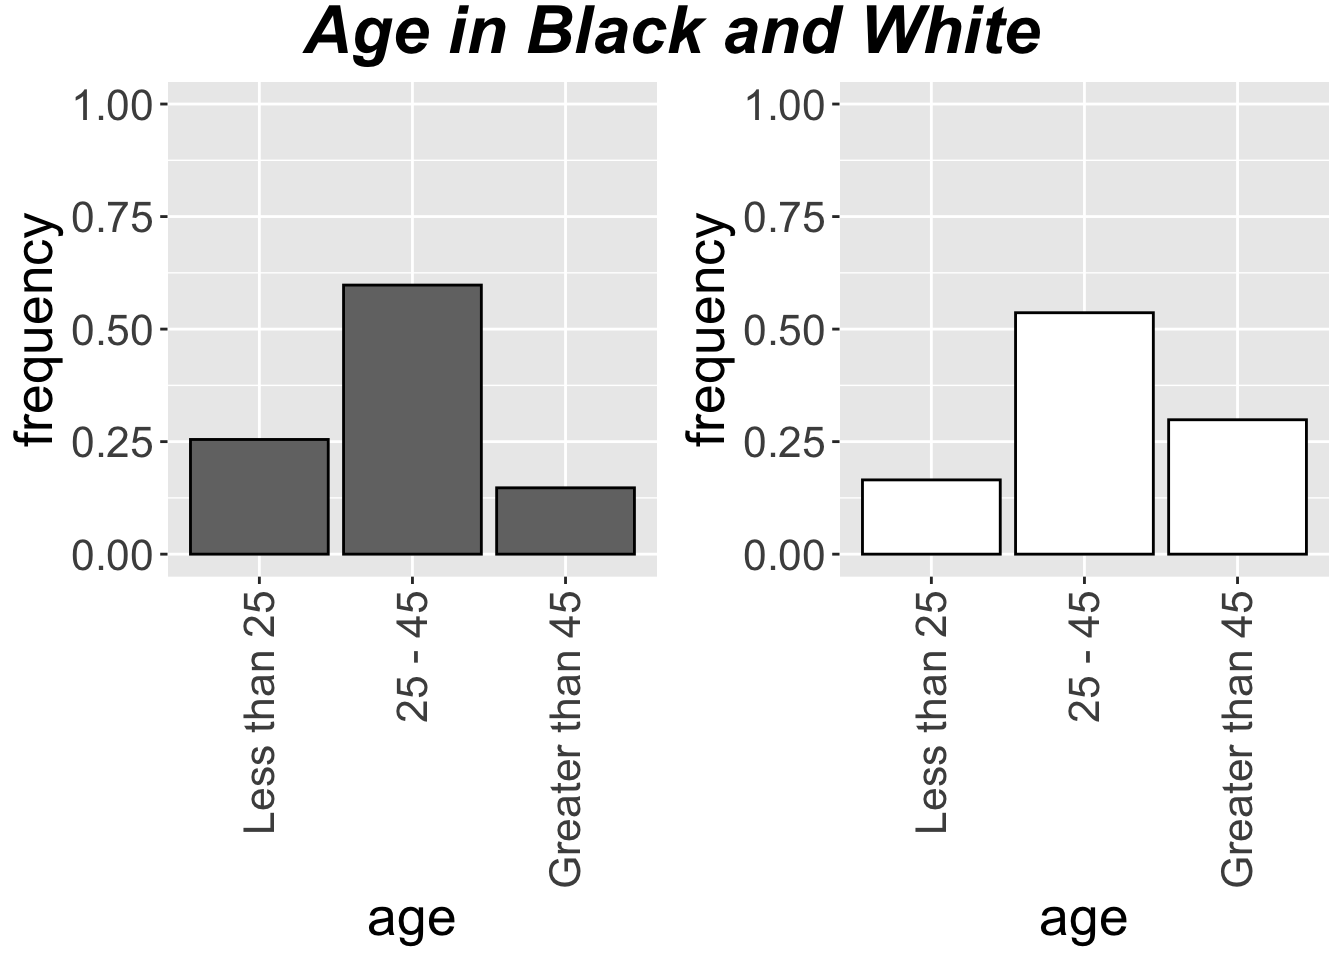 Age in Black and White
frequency
1.00
0.75
0.50
0.25
0.00
Less than 25
25 - 45
Greater than 45
age
frequency
1.00
0.75
0.50
0.25
0.00
Less than 25
25 - 45
Greater than 45
age